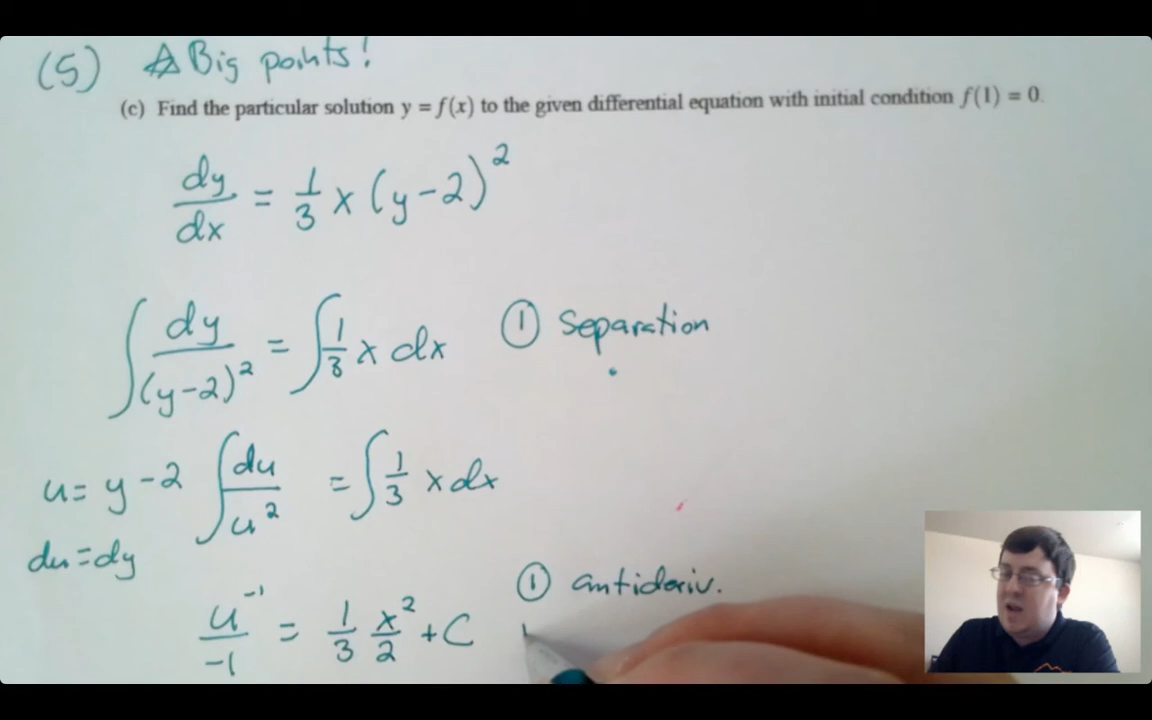 (5) ☆ Big points!
(c) Find the particular solution y = f(x) to the given differential equation with initial condition f(1) = 0.
dy/dx = 1/3 x (y-2)²
∫ dy/(y-2)² = ∫ 1/3 x dx ① Separation
u = y-2 ∫ du/u² = ∫ 1/3 x dx
du = dy
① antideriv.
u⁻¹/-1 = 1/3 x²/2 + C